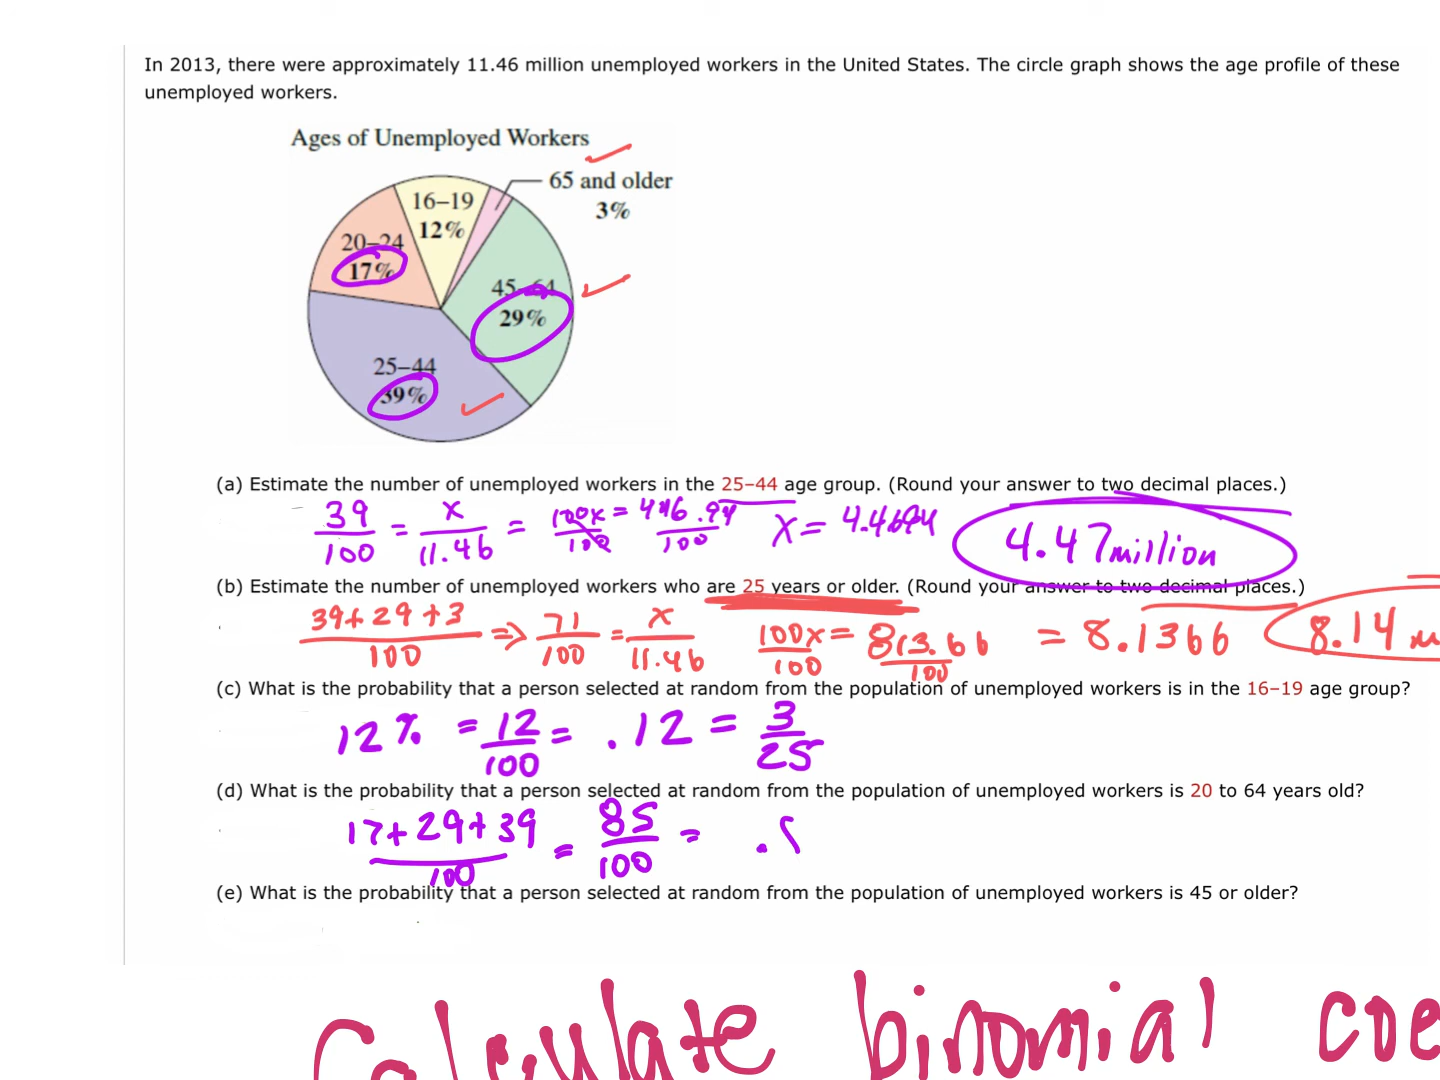 In 2013, there were approximately 11.46 million unemployed workers in the United States. The circle graph shows the age profile of these
unemployed workers.
Ages of Unemployed Workers
65 and older
3%
16–19
12%
20–24
17%
45–64
29%
25–44
39%
(a) Estimate the number of unemployed workers in the 25–44 age group. (Round your answer to two decimal places.)
39/100 = x/11.46 = 100x/100 = 446.94/100 x = 4.4694 4.47 million
(b) Estimate the number of unemployed workers who are 25 years or older. (Round your answer to two decimal places.)
39+29+3/100 ⇒ 71/100 = x/11.46 100x/100 = 813.66/100 = 8.1366 8.14
(c) What is the probability that a person selected at random from the population of unemployed workers is in the 16–19 age group?
12% = 12/100 = .12 = 3/25
(d) What is the probability that a person selected at random from the population of unemployed workers is 20 to 64 years old?
17+29+39/100 = 85/100 = .
(e) What is the probability that a person selected at random from the population of unemployed workers is 45 or older?
Calculate binomial coe